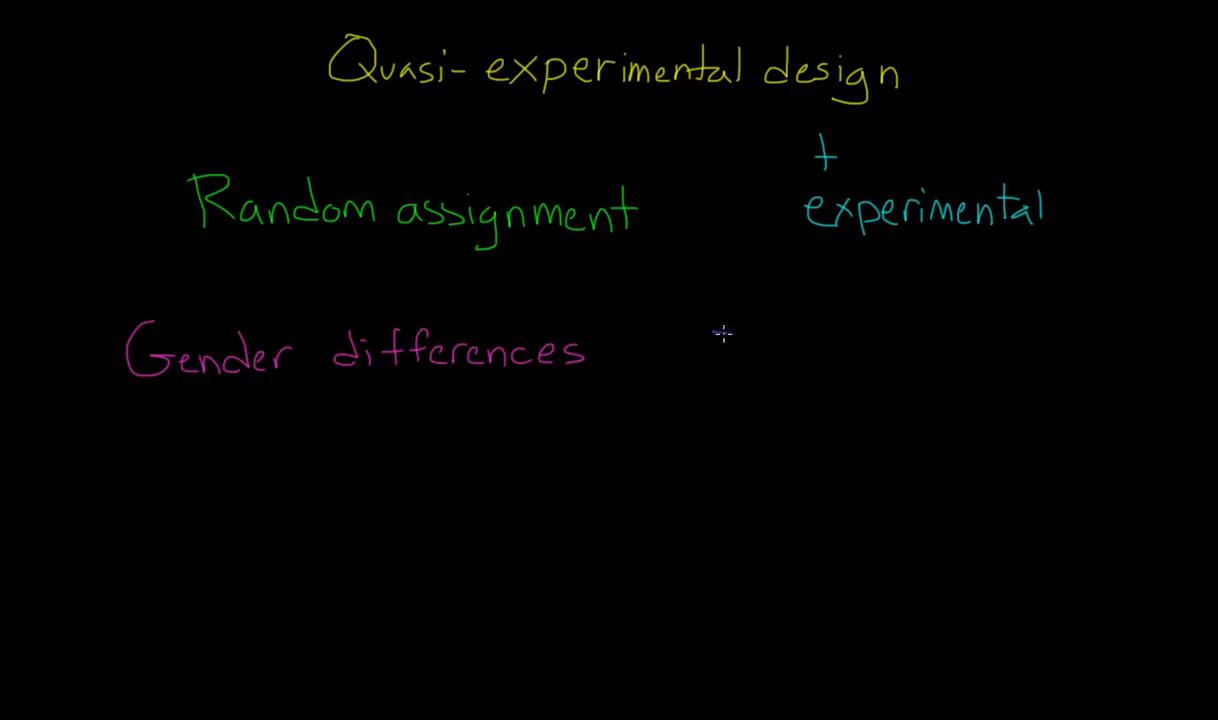 Quasi-experimental design
+
Random assignment experimental
Gender differences